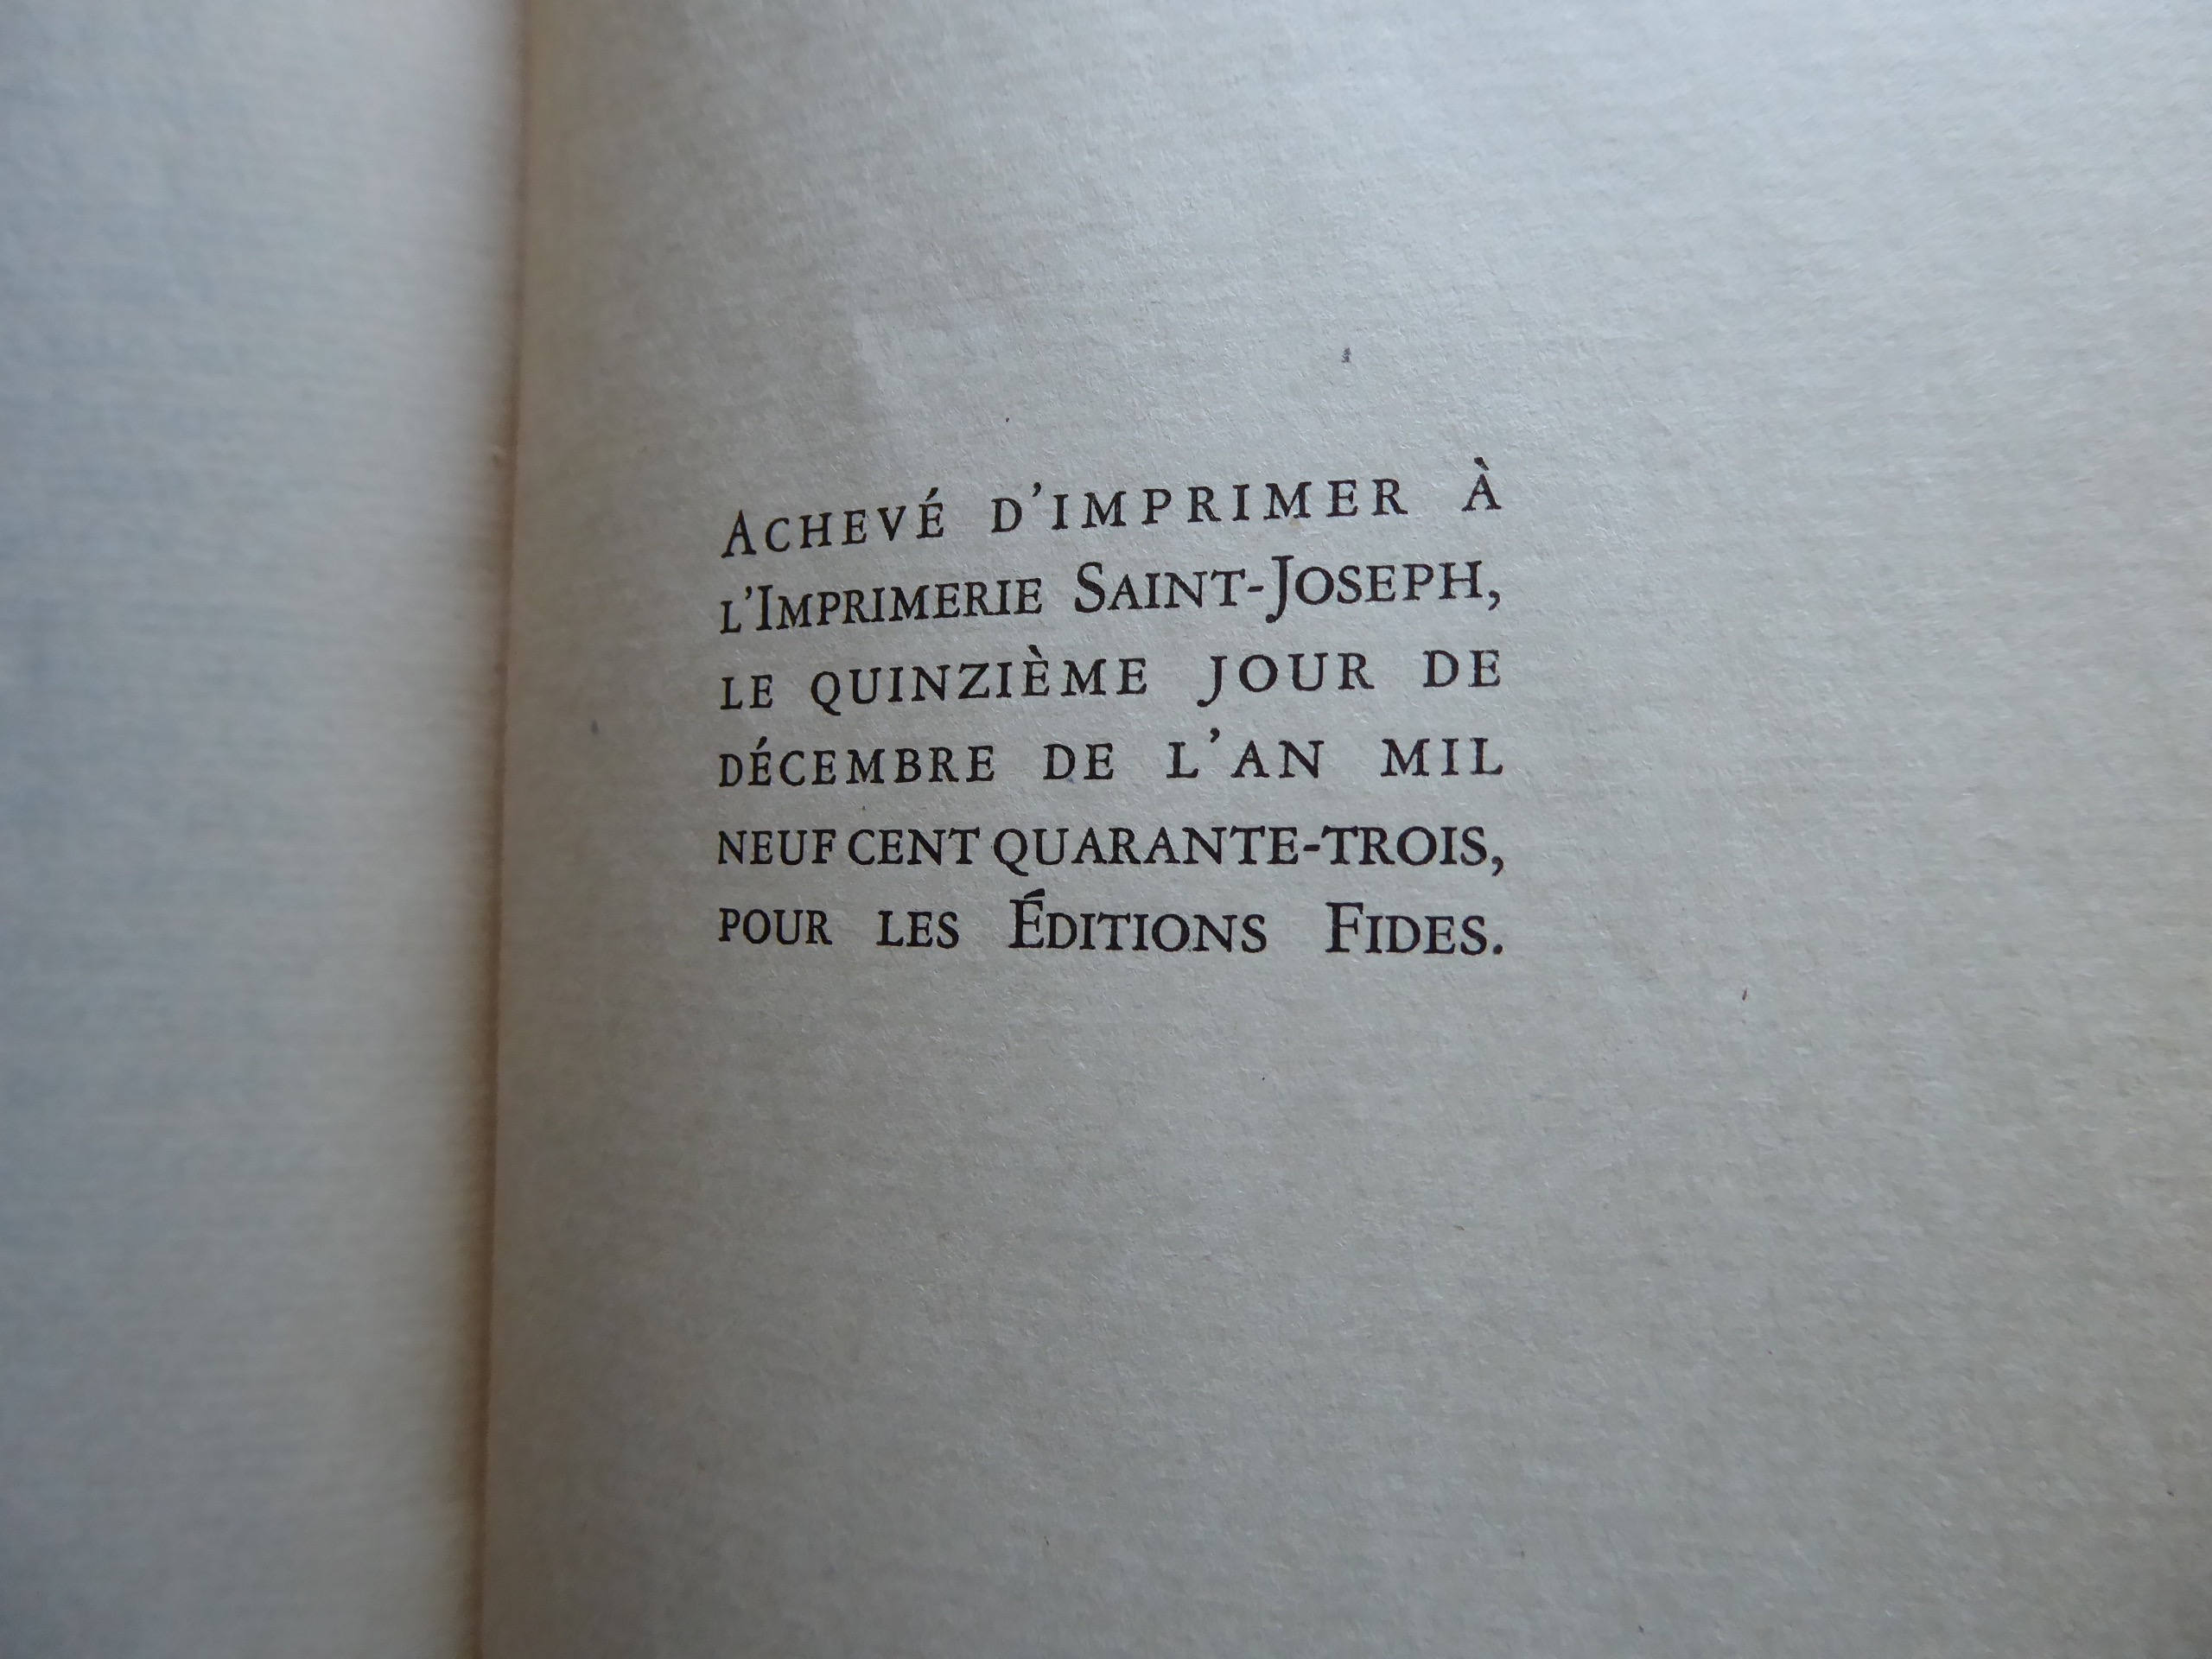 Achevé d'imprimer à
l'Imprimerie Saint-Joseph,
le quinzième jour de
décembre de l'an mil
neuf cent quarante-trois,
pour les Éditions Fides.